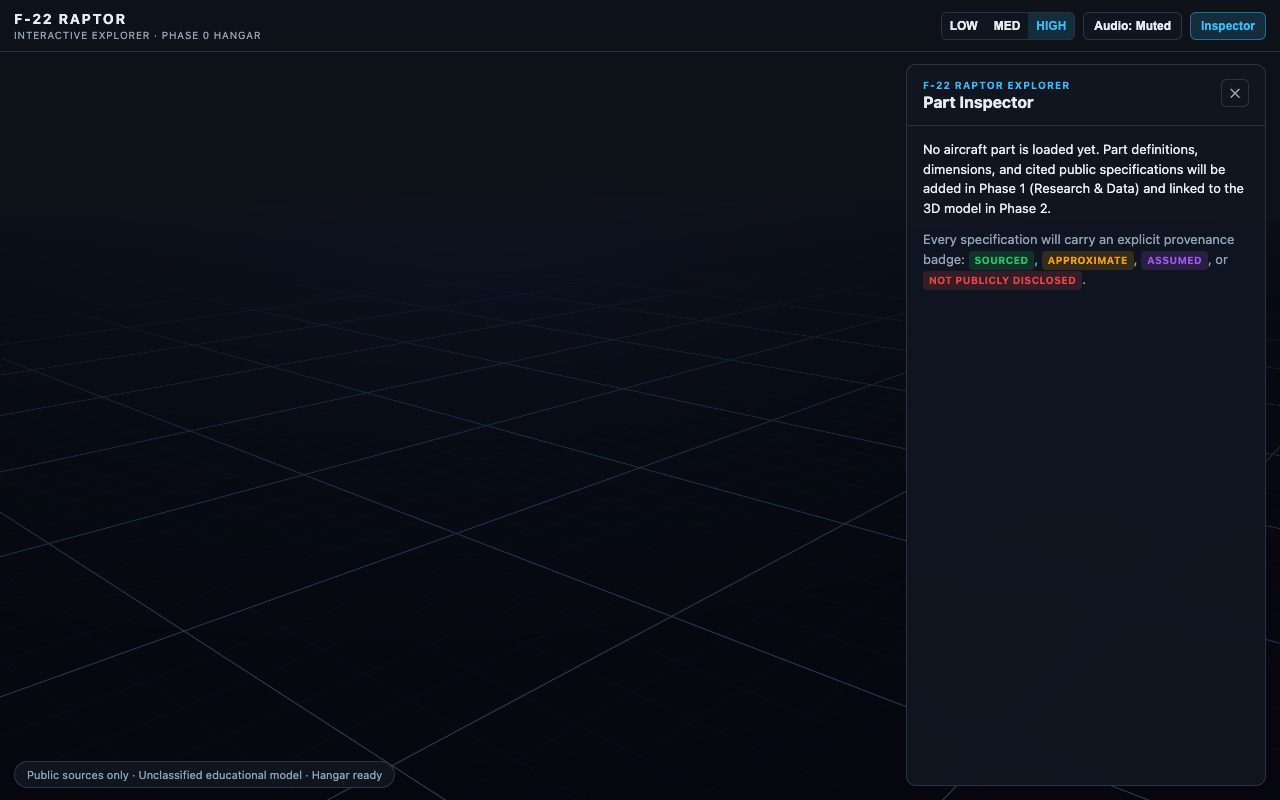 F-22 RAPTOR
INTERACTIVE EXPLORER · PHASE 0 HANGAR
LOW MED HIGH Audio: Muted Inspector
F-22 RAPTOR EXPLORER
Part Inspector
No aircraft part is loaded yet. Part definitions,
dimensions, and cited public specifications will be
added in Phase 1 (Research & Data) and linked to the
3D model in Phase 2.
Every specification will carry an explicit provenance
badge: SOURCED, APPROXIMATE, ASSUMED, or
NOT PUBLICLY DISCLOSED.
Public sources only · Unclassified educational model · Hangar ready